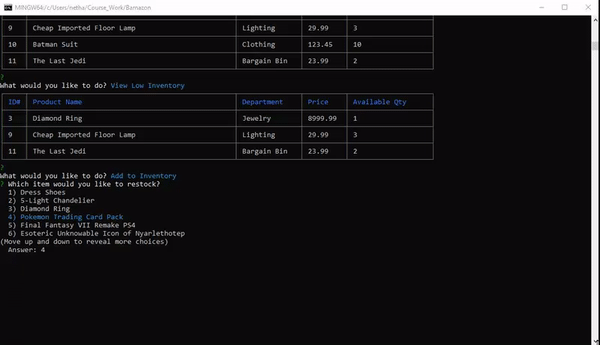 MINGW64:/c/Users/netha/Course_Work/Bamazon
9 Cheap Imported Floor Lamp Lighting 29.99 3
10 Batman Suit Clothing 123.45 10
11 The Last Jedi Bargain Bin 23.99 2
?
What would you like to do? View Low Inventory
ID# Product Name Department Price Available Qty
3 Diamond Ring Jewelry 8999.99 1
9 Cheap Imported Floor Lamp Lighting 29.99 3
11 The Last Jedi Bargain Bin 23.99 2
?
What would you like to do? Add to Inventory
? Which item would you like to restock?
1) Dress Shoes
2) 5-Light Chandelier
3) Diamond Ring
4) Pokemon Trading Card Pack
5) Final Fantasy VII Remake PS4
6) Esoteric Unknowable Icon of Nyarlethotep
(Move up and down to reveal more choices)
Answer: 4